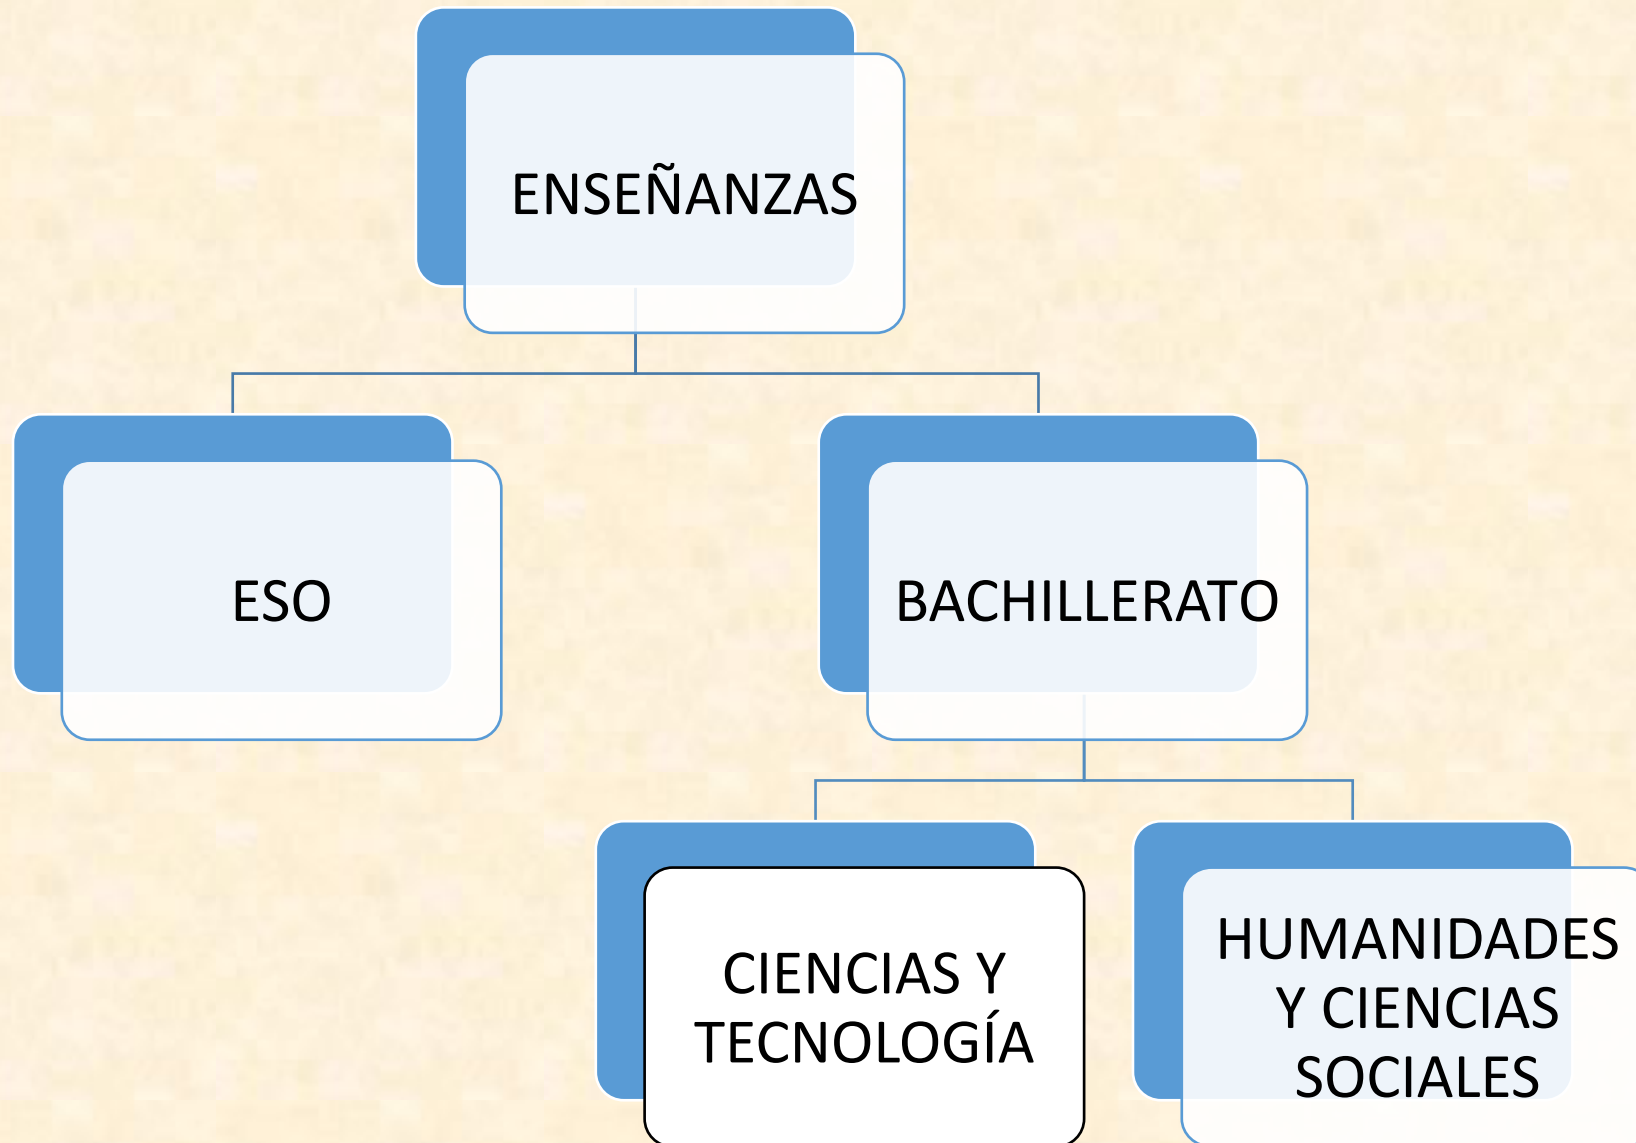 ENSEÑANZAS
ESO
BACHILLERATO
CIENCIAS Y
TECNOLOGÍA
HUMANIDADES
Y CIENCIAS
SOCIALES